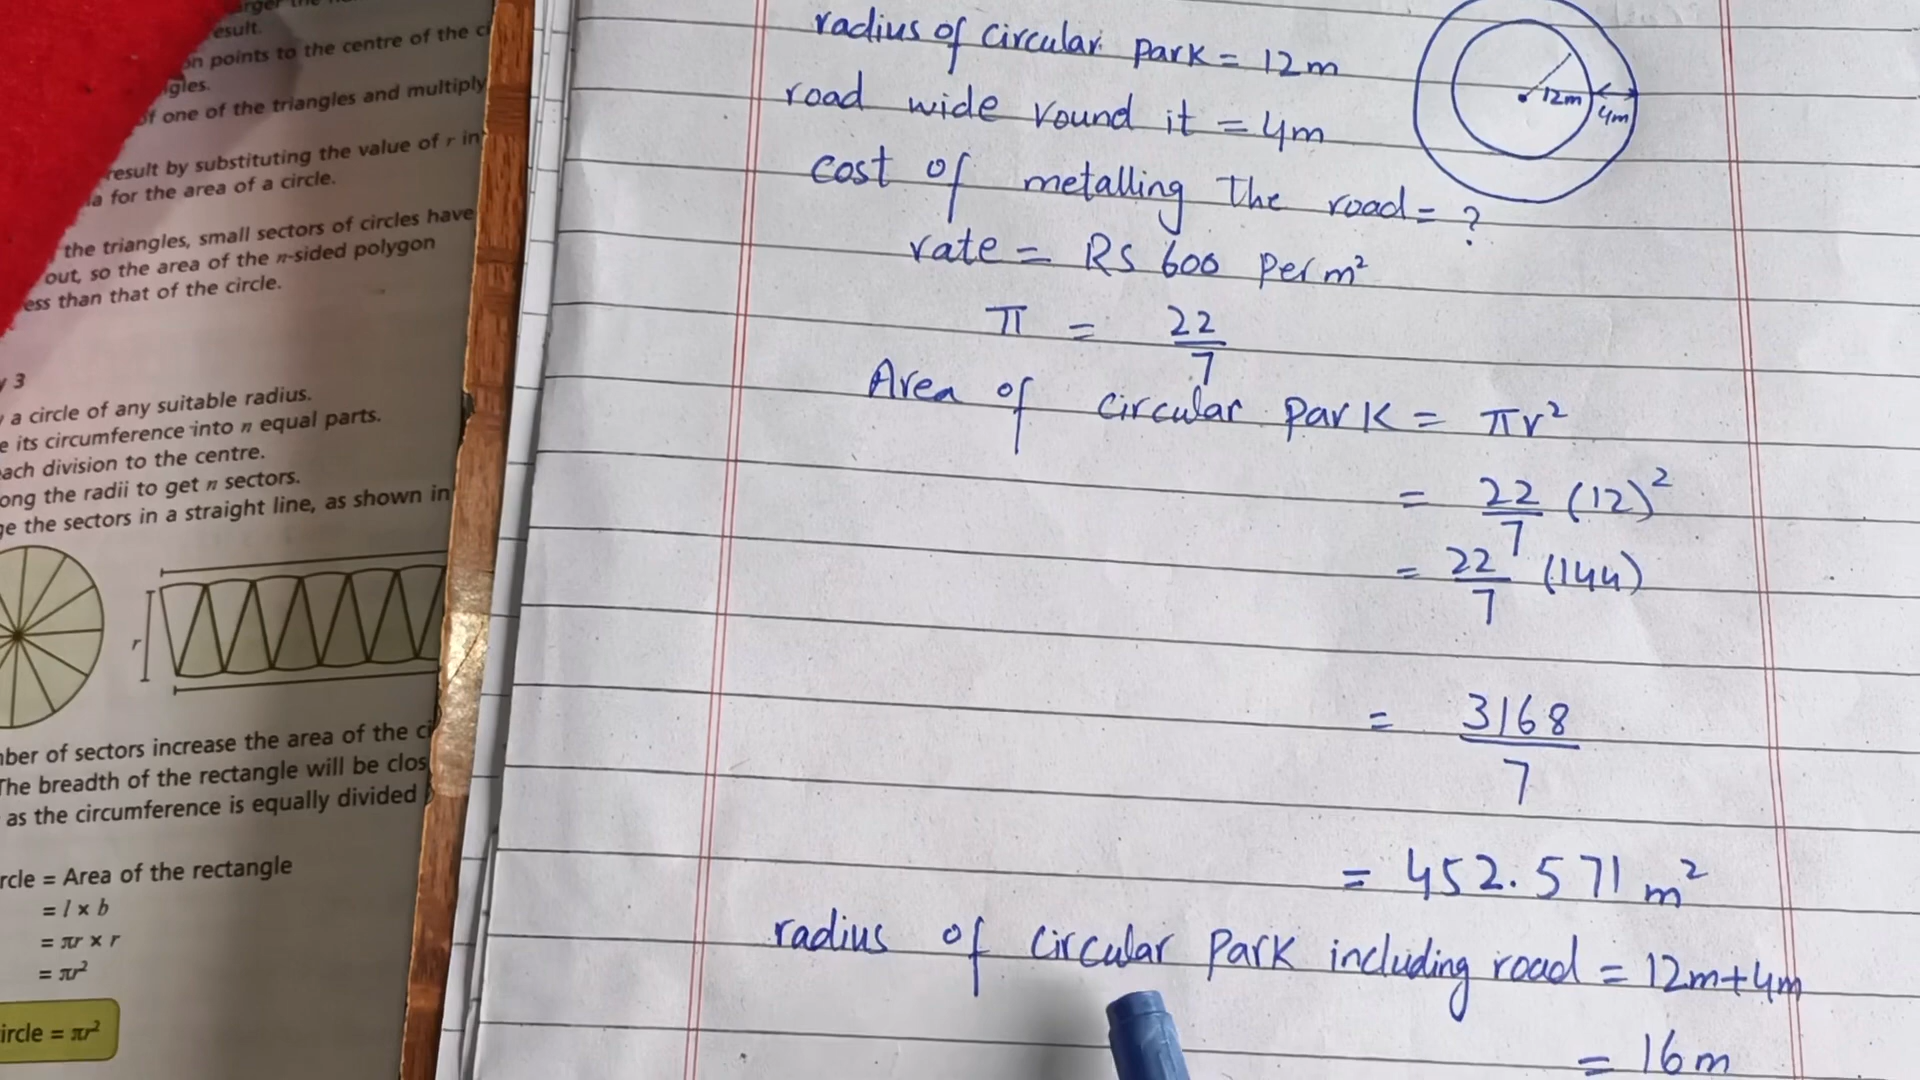 esult.
points to the centre of the
gles.
of one of the triangles and multiply
result by substituting the value of r in
for the area of a circle.
the triangles, small sectors of circles have
out, so the area of the n-sided polygon
ess than that of the circle.
3
a circle of any suitable radius.
its circumference into n equal parts.
each division to the centre.
ong the radii to get n sectors.
ge the sectors in a straight line, as shown in
r
mber of sectors increase the area of the
The breadth of the rectangle will be clos
as the circumference is equally divided
rcle = Area of the rectangle
= l × b
= πr × r
= πr²
ircle = πr²
radius of circular park = 12m
road wide round it = 4m
cost of metalling the road = ?
rate = Rs 600 per m²
π = 22/7
Area of circular park = πr²
= 22/7 (12)²
= 22/7 (144)
= 3168/7
= 452.571 m²
radius of circular park including road = 12m+4m
= 16m
12m
4m